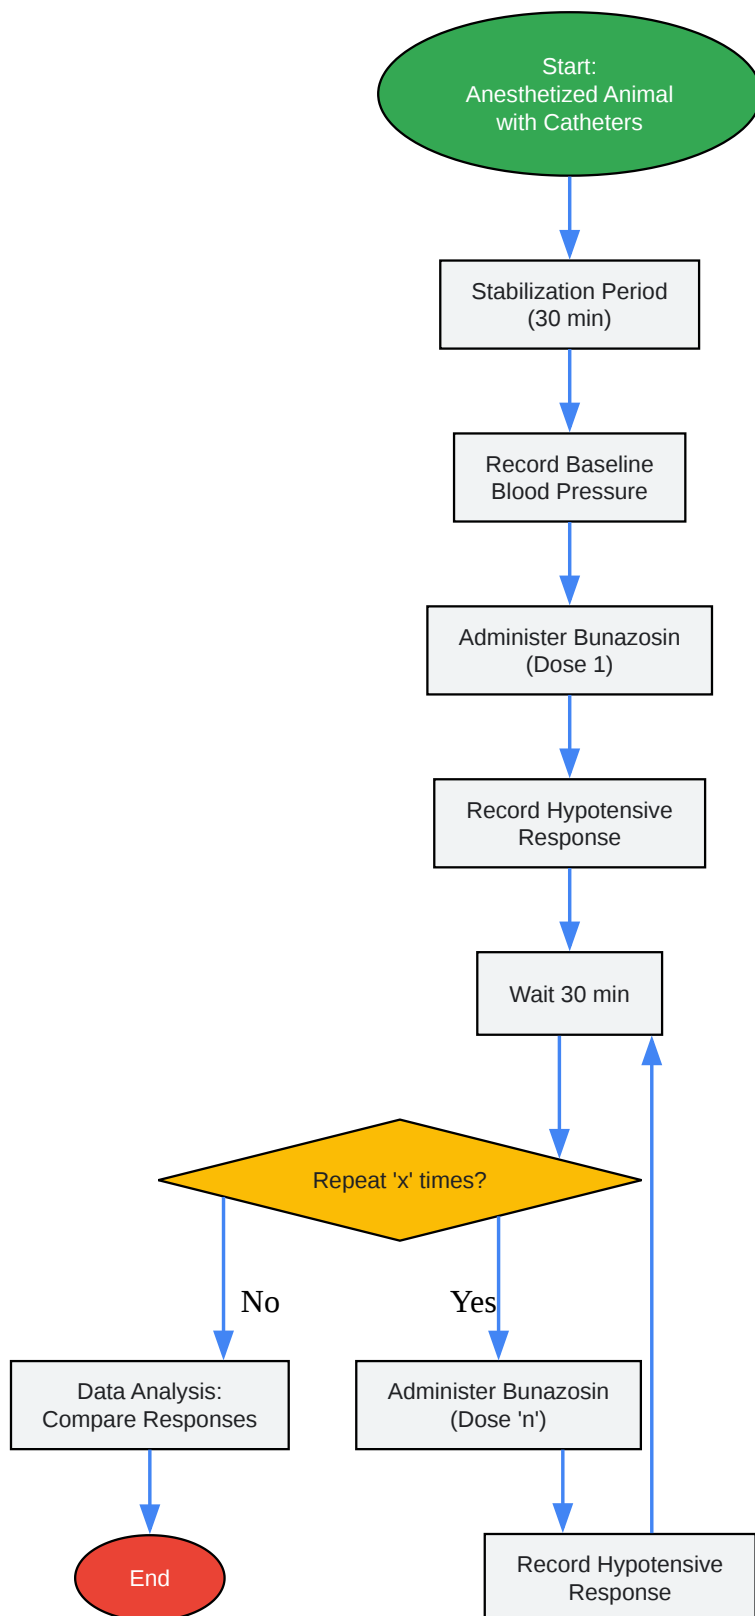 Start:
Anesthetized Animal
with Catheters
Stabilization Period
(30 min)
Record Baseline
Blood Pressure
Administer Bunazosin
(Dose 1)
Record Hypotensive
Response
Wait 30 min
Repeat 'x' times?
No
Yes
Data Analysis:
Compare Responses
Administer Bunazosin
(Dose 'n')
End
Record Hypotensive
Response